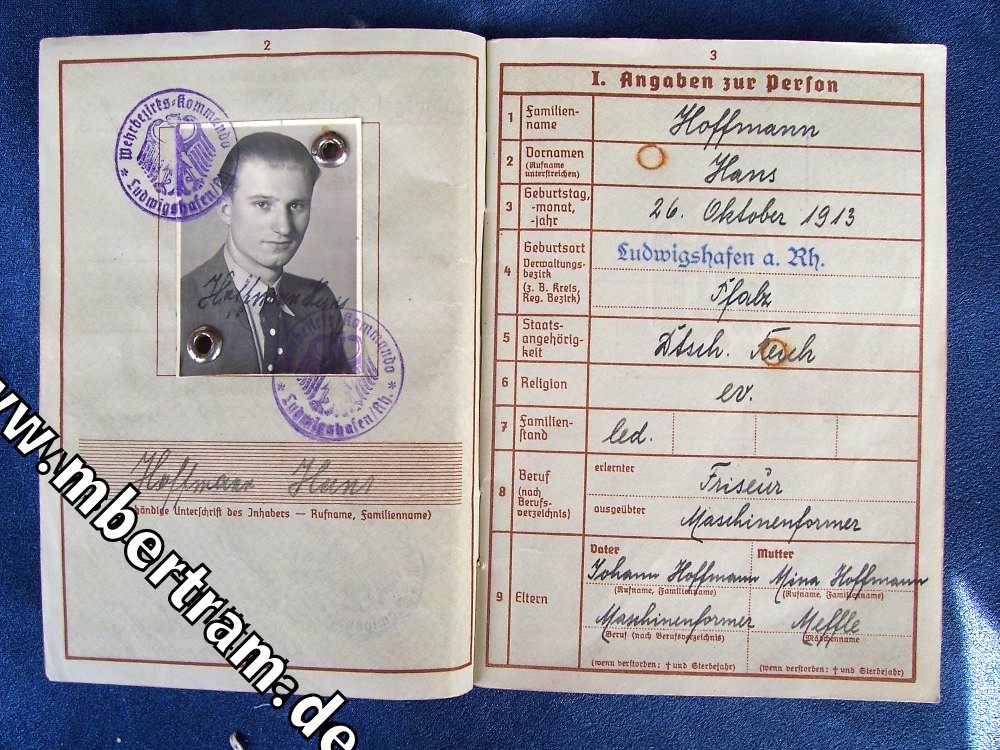 2
Wehrbezirks-Kommando
Ludwigshafen/Rh.
Kommando
Ludwigshafen/Rh.
Hoffmann Hans
händige Unterschrift des Inhabers — Rufname, Familienname)
www.mbertram.de
3
I. Angaben zur Person
1 Familien-
name
Hoffmann
2 Vornamen
(Rufname
unterstreichen)
Hans
3 Geburtstag,
-monat,
-jahr
26. Oktober 1913
4 Geburtsort
Verwaltungs-
bezirk
(z. B. Kreis,
Reg. Bezirk)
Ludwigshafen a. Rh.
Pfalz
5 Staats-
angehörig-
keit
Dtsch.
6 Religion
ev.
7 Familien-
stand
led.
8 Beruf
(nach
Berufs-
verzeichnis)
erlernter
Friseur
ausgeübter
Maschinenformer
9 Eltern
Vater Mutter
Johann Hoffmann Mina Hoffmann
(Rufname, Familienname) (Rufname, Familienname)
Maschinenformer
(Beruf (nach Berufsverzeichnis) Mädchenname
(wenn verstorben: † und Sterbejahr) (wenn verstorben: † und Sterbejahr)